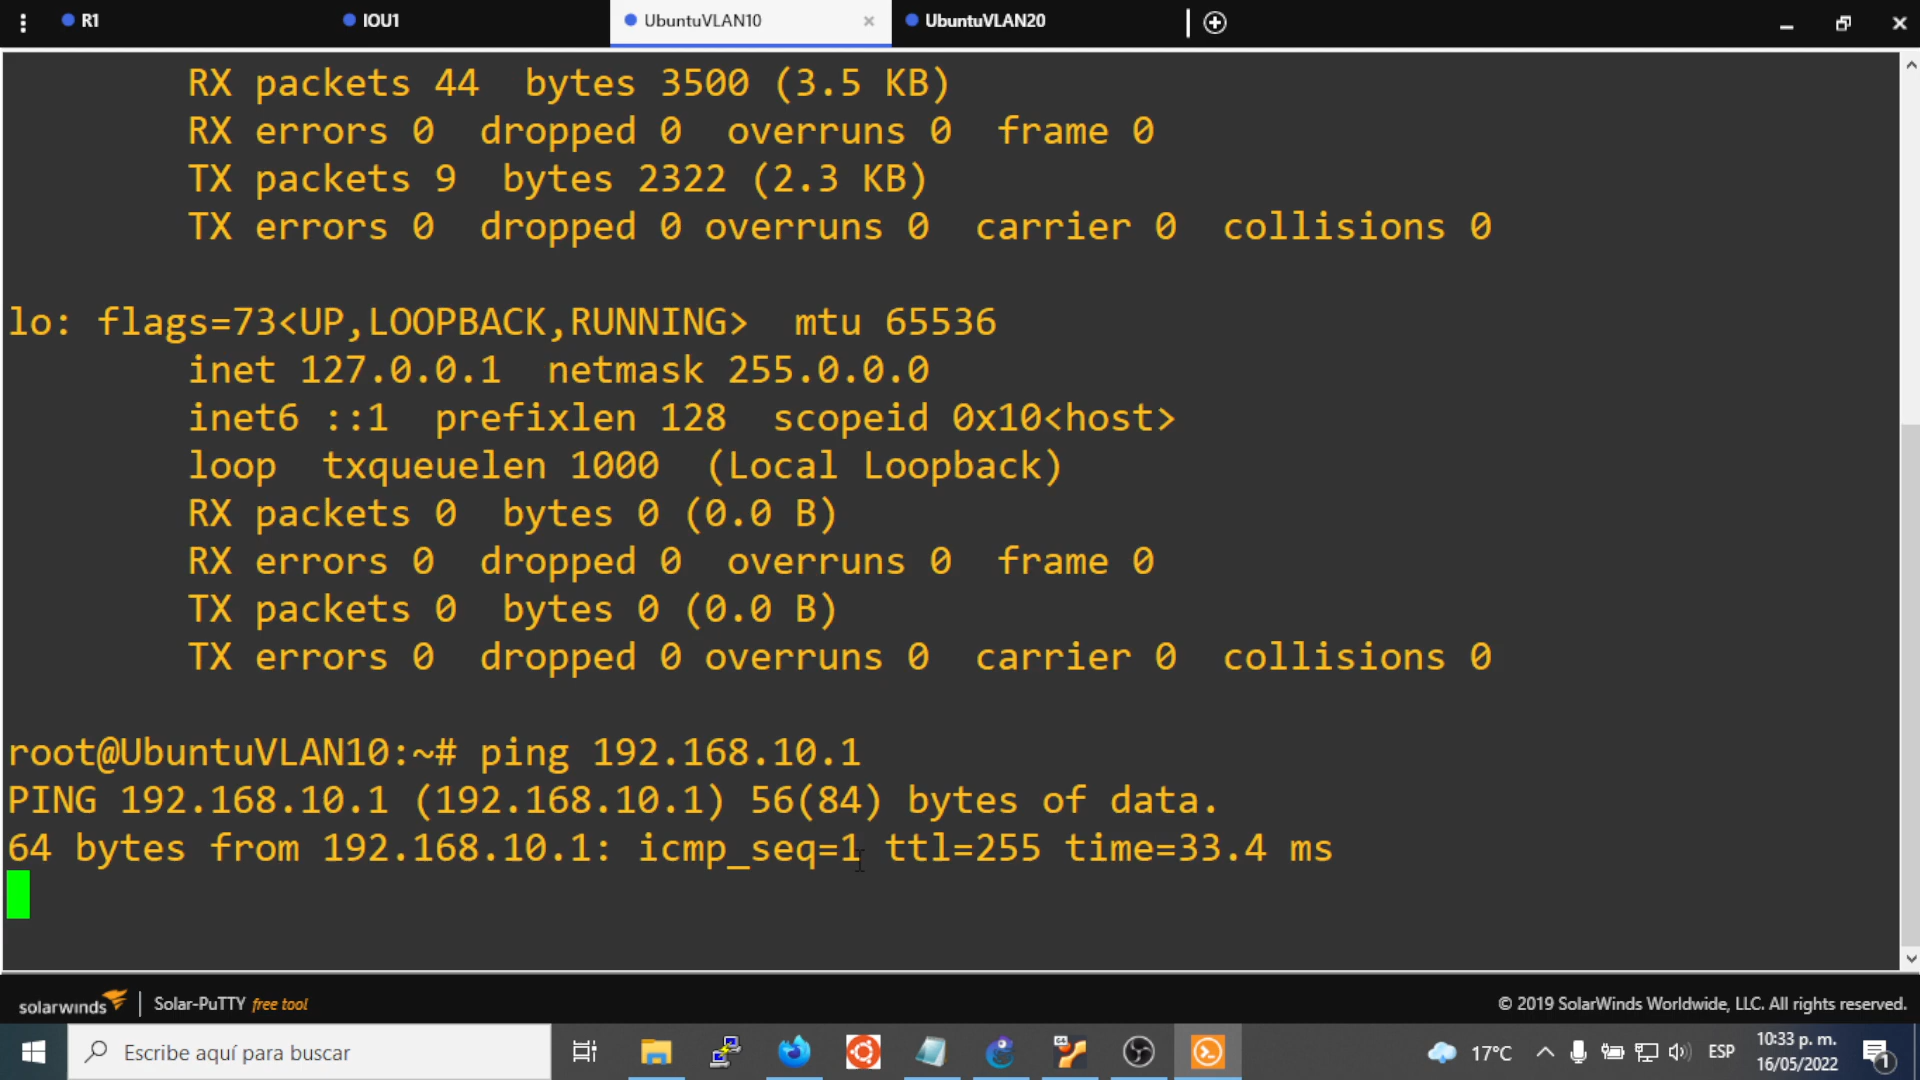 R1 IOU1 UbuntuVLAN10 × UbuntuVLAN20
RX packets 44  bytes 3500 (3.5 KB)
RX errors 0  dropped 0  overruns 0  frame 0
TX packets 9  bytes 2322 (2.3 KB)
TX errors 0  dropped 0 overruns 0  carrier 0  collisions 0
lo: flags=73<UP,LOOPBACK,RUNNING>  mtu 65536
inet 127.0.0.1  netmask 255.0.0.0
inet6 ::1  prefixlen 128  scopeid 0x10<host>
loop  txqueuelen 1000  (Local Loopback)
RX packets 0  bytes 0 (0.0 B)
RX errors 0  dropped 0  overruns 0  frame 0
TX packets 0  bytes 0 (0.0 B)
TX errors 0  dropped 0 overruns 0  carrier 0  collisions 0
root@UbuntuVLAN10:~# ping 192.168.10.1
PING 192.168.10.1 (192.168.10.1) 56(84) bytes of data.
64 bytes from 192.168.10.1: icmp_seq=1 ttl=255 time=33.4 ms
solarwinds | Solar-PuTTY free tool © 2019 SolarWinds Worldwide, LLC. All rights reserved.
Escribe aquí para buscar 64 17°C ESP 10:33 p. m.
16/05/2022 1